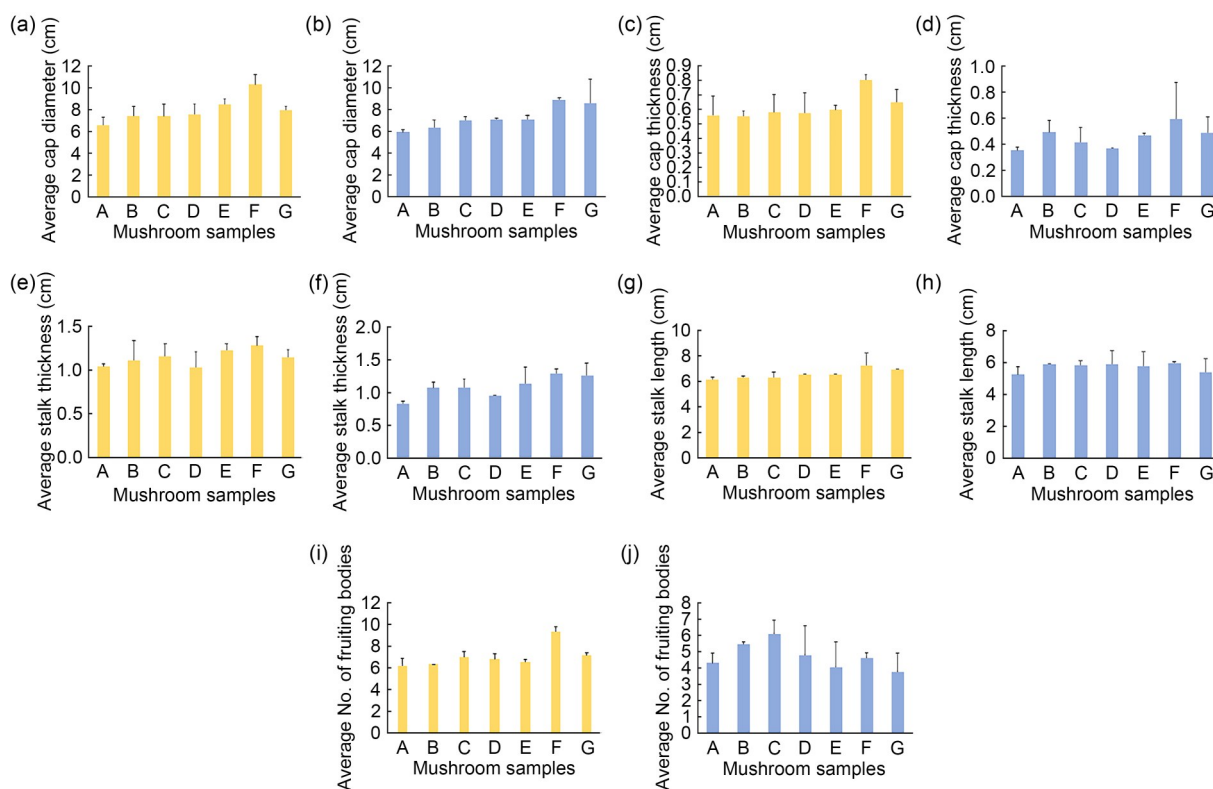 (a)
Average cap diameter (cm)
12
10
8
6
4
2
0
A B C D E F G
Mushroom samples
(b)
Average cap diameter (cm)
12
10
8
6
4
2
0
A B C D E F G
Mushroom samples
(c)
Average cap thickness (cm)
0.9
0.8
0.7
0.6
0.5
0.4
0.3
0.2
0.1
0.0
A B C D E F G
Mushroom samples
(d)
Average cap thickness (cm)
1.0
0.8
0.6
0.4
0.2
0.0
A B C D E F G
Mushroom samples
(e)
Average stalk thickness (cm)
1.5
1.0
0.5
0.0
A B C D E F G
Mushroom samples
(f)
Average stalk thickness (cm)
2.0
1.5
1.0
0.5
0.0
A B C D E F G
Mushroom samples
(g)
Average stalk length (cm)
10
8
6
4
2
0
A B C D E F G
Mushroom samples
(h)
Average stalk length (cm)
8
6
4
2
0
A B C D E F G
Mushroom samples
(i)
Average No. of fruiting bodies
12
10
8
6
4
2
0
A B C D E F G
Mushroom samples
(j)
Average No. of fruiting bodies
8
7
6
5
4
3
2
1
0
A B C D E F G
Mushroom samples